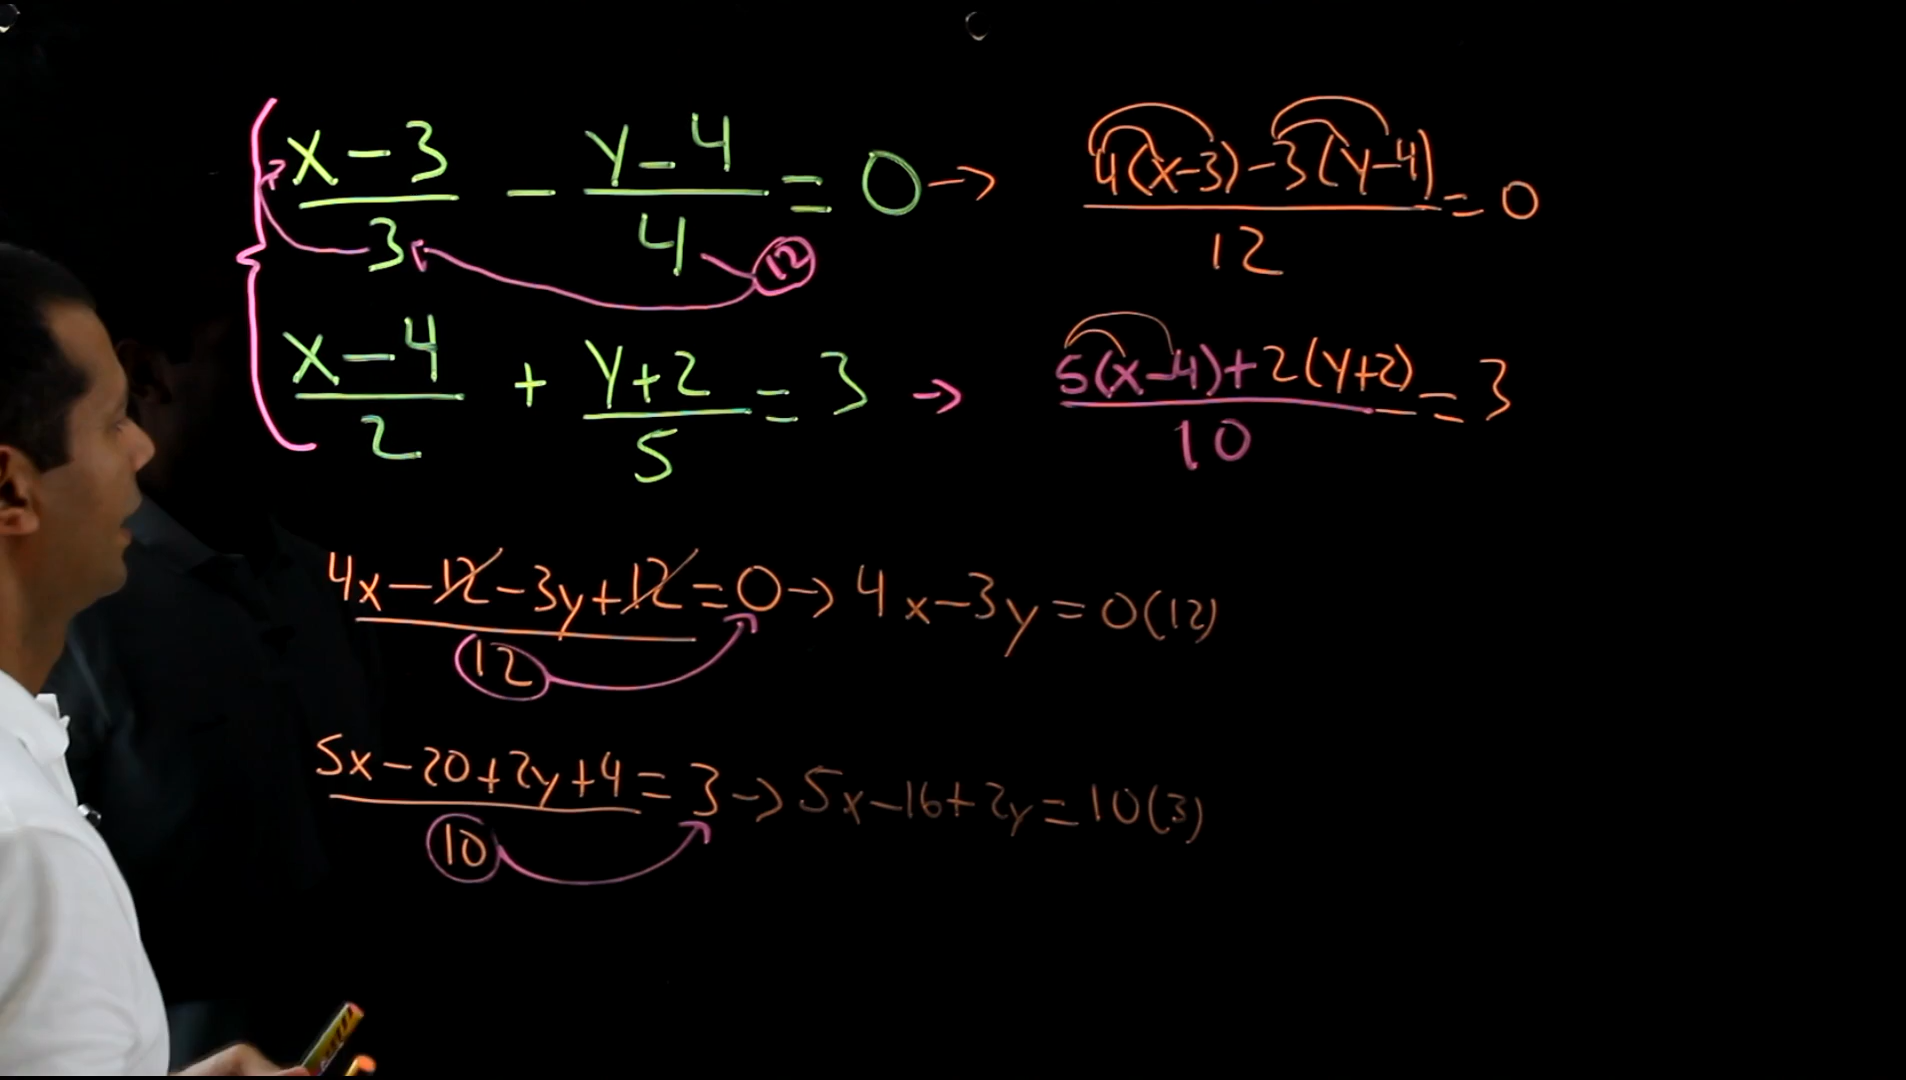 x-3/3 - y-4/4 = 0 → 4(x-3)-3(y-4)/12 = 0
12
x-4/2 + y+2/5 = 3 → 5(x-4)+2(y+2)/10 = 3
4x-12-3y+12/12 = 0 → 4x-3y=0(12)
5x-20+2y+4/10 = 3 → 5x-16+2y=10(3)